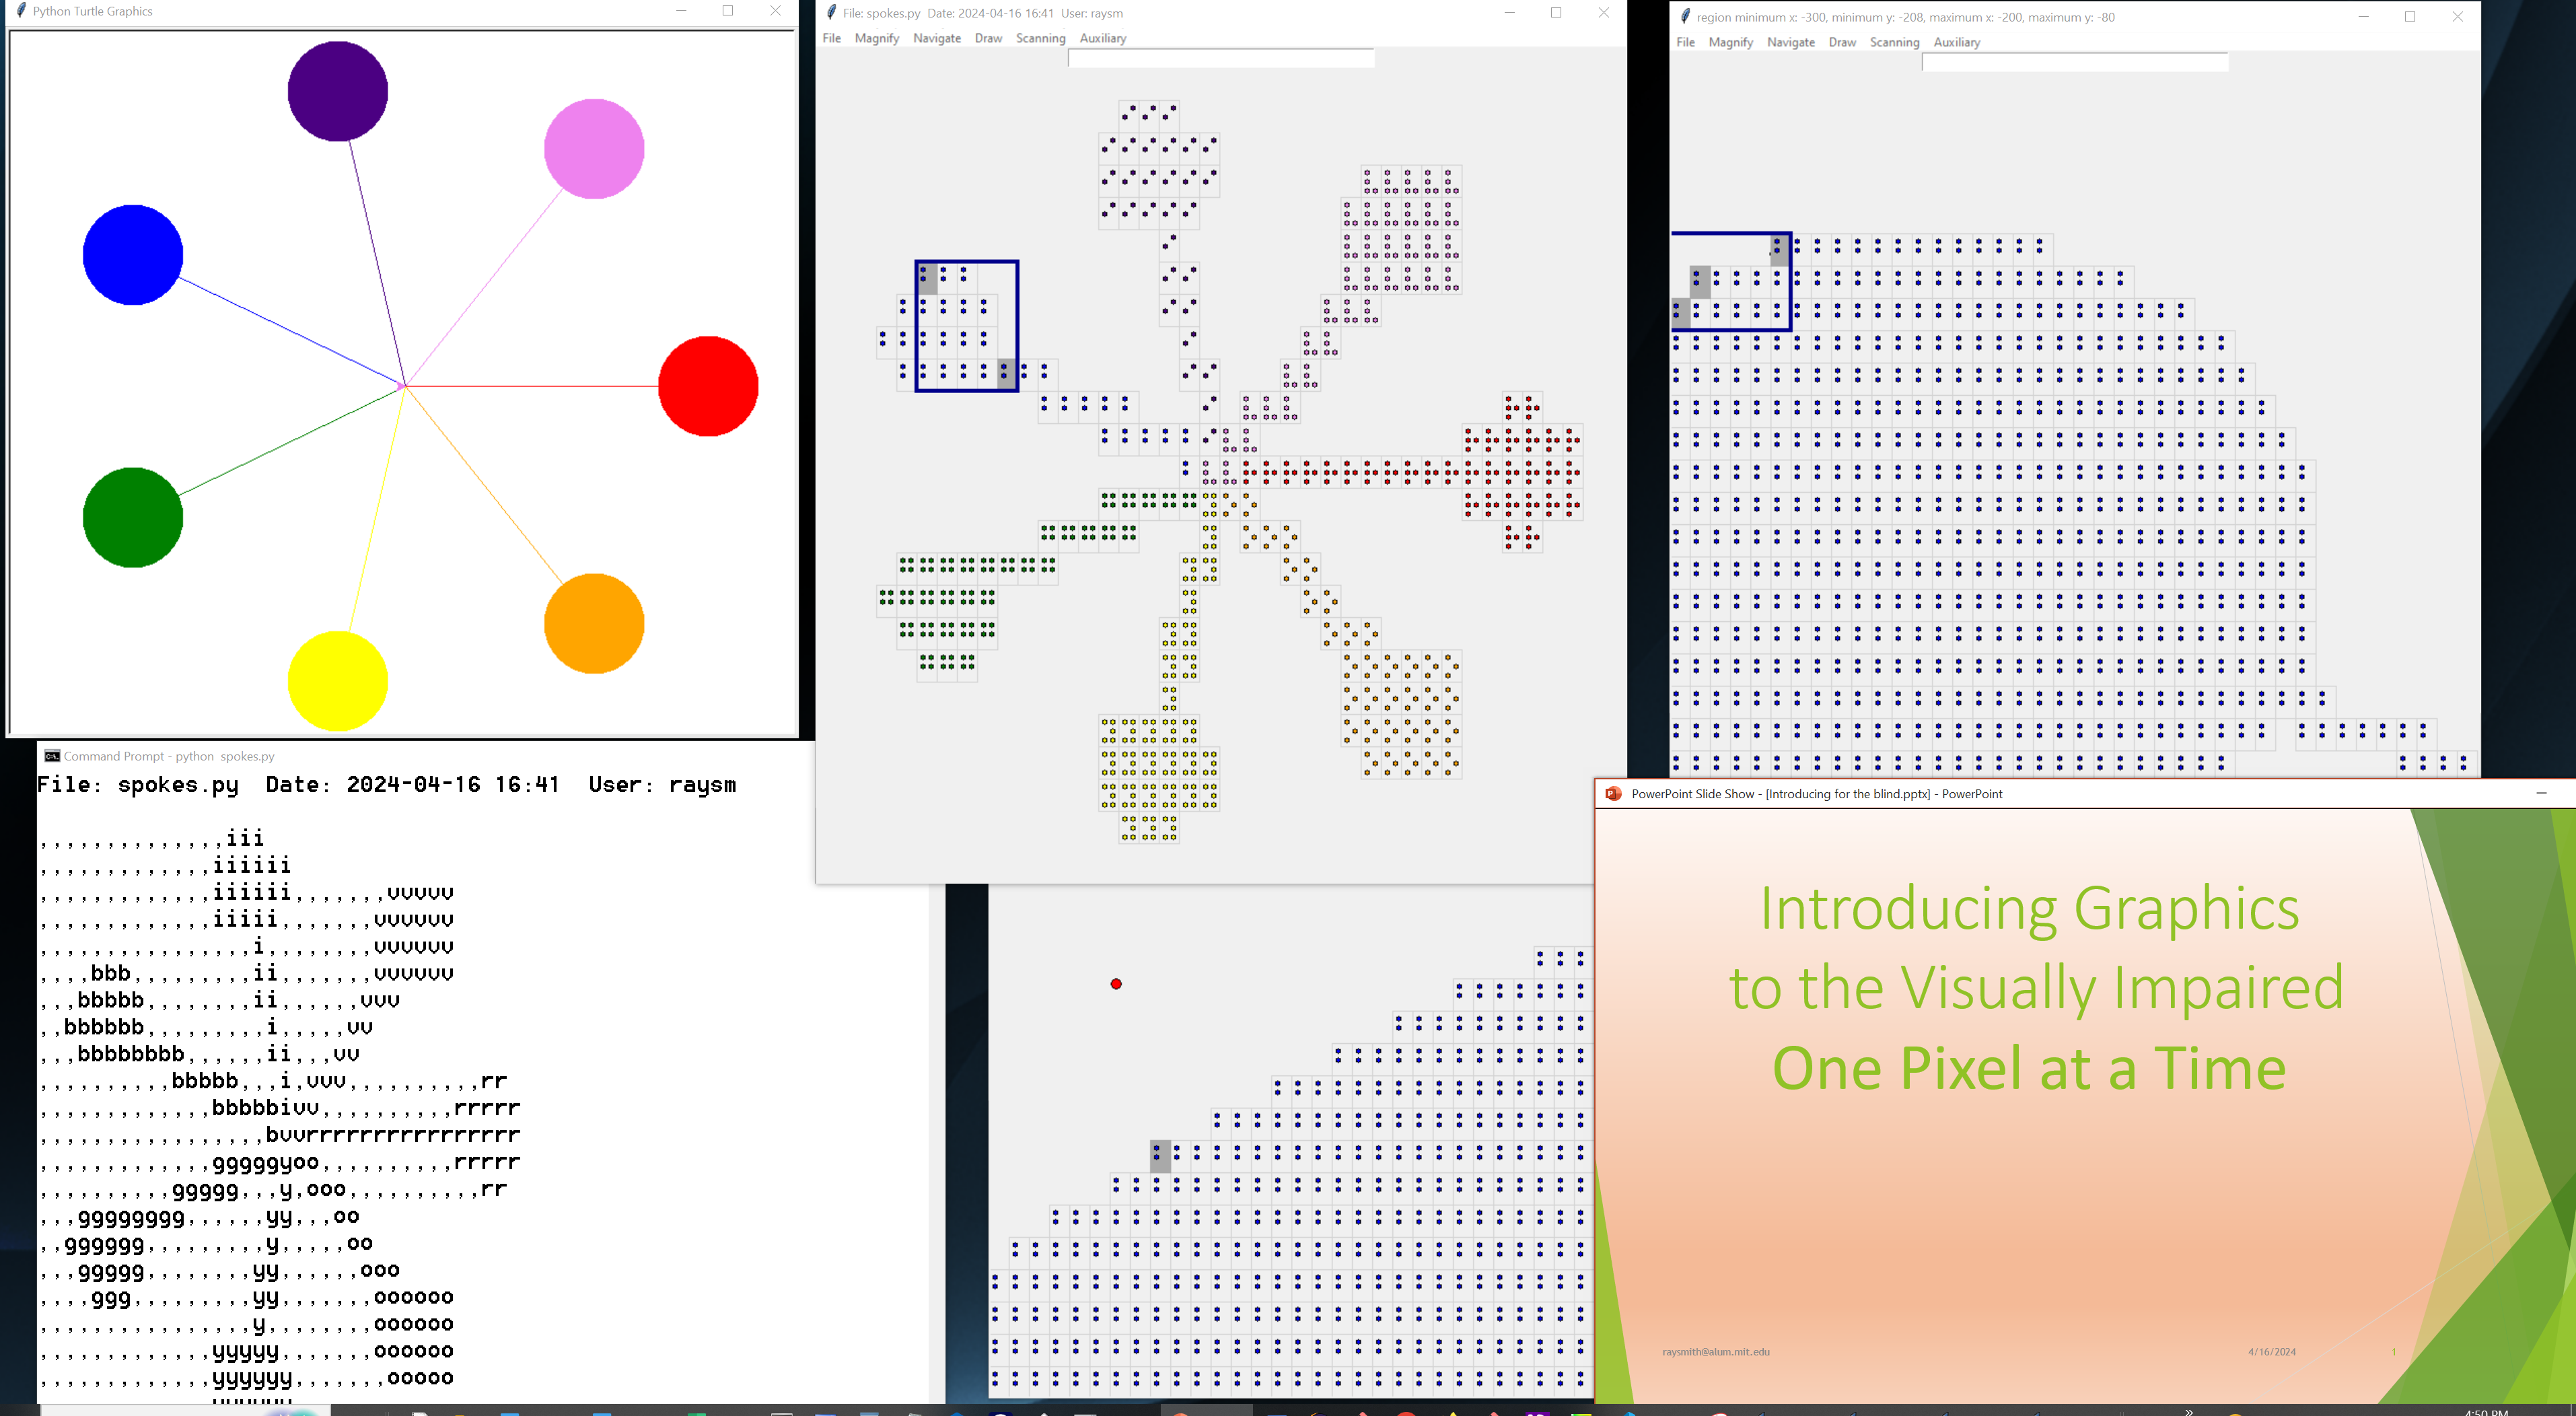 Python Turtle Graphics
File: spokes.py Date: 2024-04-16 16:41 User: raysm
File Magnify Navigate Draw Scanning Auxiliary
region minimum x: -300, minimum y: -208, maximum x: -200, maximum y: -80
File Magnify Navigate Draw Scanning Auxiliary
Command Prompt - python spokes.py
File: spokes.py Date: 2024-04-16 16:41 User: raysm
,,,,,,,,,,,,,,iii
,,,,,,,,,,,,,iiiiii
,,,,,,,,,,,,,iiiiii,,,,,,,vvvvv
,,,,,,,,,,,,,iiiii,,,,,,,vvvvvv
,,,,,,,,,,,,,,,,i,,,,,,,,vvvvvv
,,,,bbb,,,,,,,,,ii,,,,,,,vvvvvv
,,,bbbbb,,,,,,,,ii,,,,,,vvv
,,bbbbbb,,,,,,,,,i,,,,,vv
,,,bbbbbbbb,,,,,,ii,,,vv
,,,,,,,,,,bbbbb,,,i,vvv,,,,,,,,,,rr
,,,,,,,,,,,,,bbbbbivv,,,,,,,,,,rrrrr
,,,,,,,,,,,,,,,,,bvvrrrrrrrrrrrrrrrr
,,,,,,,,,,,,,gggggyoo,,,,,,,,,,rrrrr
,,,,,,,,,,ggggg,,,y,ooo,,,,,,,,,,rr
,,,gggggggg,,,,,,yy,,,oo
,,gggggg,,,,,,,,,y,,,,,oo
,,,ggggg,,,,,,,,yy,,,,,,ooo
,,,,ggg,,,,,,,,,yy,,,,,,,oooooo
,,,,,,,,,,,,,,,,y,,,,,,,,oooooo
,,,,,,,,,,,,,yyyyy,,,,,,,oooooo
,,,,,,,,,,,,,yyyyyy,,,,,,,ooooo
PowerPoint Slide Show - [Introducing for the blind.pptx] - PowerPoint
Introducing Graphics
to the Visually Impaired
One Pixel at a Time
raysmith@alum.mit.edu 4/16/2024 1
4:50 PM